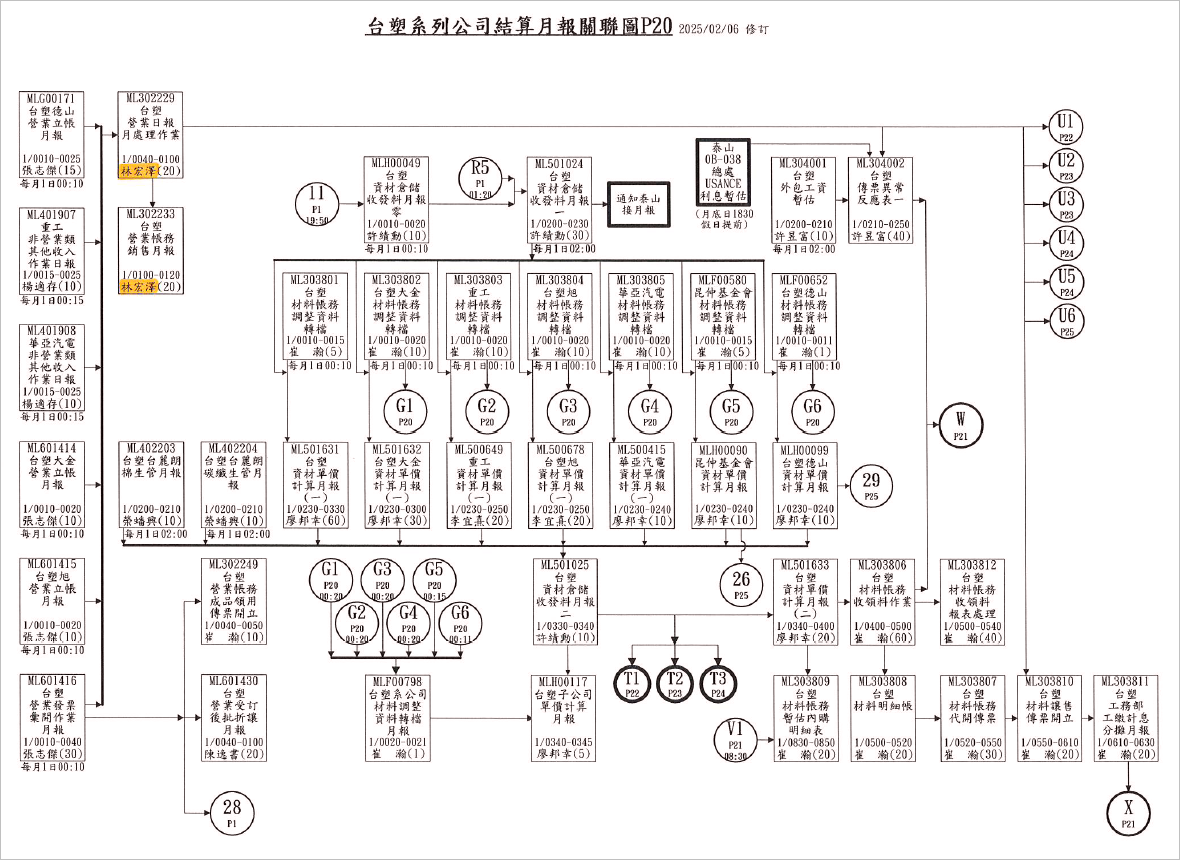 台塑系列公司結算月報關聯圖P20 2025/02/06 修訂
MLG00171
台塑德山
營業立帳
月報
1/0010-0025
張志傑(15)
每月1日00:10
ML302229
台塑
營業日報
月處理作業
1/0040-0100
林宏澤(20)
ML401907
重工
非營業類
其他收入
作業日報
1/0015-0025
楊適存(10)
每月1日00:15
ML302233
台塑
營業帳務
銷售月報
1/0100-0120
林宏澤(20)
ML401908
華亞汽電
非營業類
其他收入
作業日報
1/0015-0025
楊適存(10)
每月1日00:15
ML601414
台塑大金
營業立帳
月報
1/0010-0020
張志傑(10)
每月1日00:10
ML601415
台塑旭
營業立帳
月報
1/0010-0020
張志傑(10)
每月1日00:10
ML601416
台塑
營業發票
彙開作業
月報
1/0010-0040
張志傑(30)
每月1日00:10
11
P1
19:50
MLH00049
台塑
資材倉儲
收發料月報
零
1/0010-0020
許績勳(10)
每月1日00:10
R5
P1
01:20
ML501024
台塑
資材倉儲
收發料月報
一
1/0200-0230
許績勳(30)
每月1日02:00
通知泰山
接月報
泰山
OB-038
總處
USANCE
利息暫估
(月底日1830
假日提前)
ML304001
台塑
外包工資
暫估
1/0200-0210
許昱富(10)
每月1日02:00
ML304002
台塑
傳票異常
反應表一
1/0210-0250
許昱富(40)
U1
P22
U2
P23
U3
P23
U4
P24
U5
P24
U6
P25
ML303801
台塑
材料帳務
調整資料
轉檔
1/0010-0015
崔 瀚(5)
每月1日00:10
ML303802
台塑大金
材料帳務
調整資料
轉檔
1/0010-0020
崔 瀚(10)
每月1日00:10
ML303803
重工
材料帳務
調整資料
轉檔
1/0010-0020
崔 瀚(10)
每月1日00:10
ML303804
台塑旭
材料帳務
調整資料
轉檔
1/0010-0020
崔 瀚(10)
每月1日00:10
ML303805
華亞汽電
材料帳務
調整資料
轉檔
1/0010-0020
崔 瀚(10)
每月1日00:10
MLF00580
昆仲基金會
材料帳務
調整資料
轉檔
1/0010-0015
崔 瀚(5)
每月1日00:10
MLF00652
台塑德山
材料帳務
調整資料
轉檔
1/0010-0011
崔 瀚(1)
每月1日00:10
G1
P20
G2
P20
G3
P20
G4
P20
G5
P20
G6
P20
W
P21
ML402203
台塑台麗朗
棉生管月報
1/0200-0210
榮皤興(10)
每月1日02:00
ML402204
台塑台麗朗
碳纖生管月
報
1/0200-0210
榮皤興(10)
每月1日02:00
ML501631
台塑
資材單價
計算月報
(一)
1/0230-0330
廖邦幸(60)
ML501632
台塑大金
資材單價
計算月報
(一)
1/0230-0300
廖邦幸(30)
ML500649
重工
資材單價
計算月報
(一)
1/0230-0250
李宜熹(20)
ML500678
台塑旭
資材單價
計算月報
(一)
1/0230-0250
李宜熹(20)
ML500415
華亞汽電
資材單價
計算月報
(一)
1/0230-0240
廖邦幸(10)
MLH00090
昆仲基金會
資材單價
計算月報
1/0230-0240
廖邦幸(10)
MLH00099
台塑德山
資材單價
計算月報
1/0230-0240
廖邦幸(10)
29
P25
ML302249
台塑
營業帳務
成品領用
傳票開立
1/0040-0050
崔 瀚(10)
G1
P20
00:20
G3
P20
00:20
G5
P20
00:15
G2
P20
00:20
G4
P20
00:20
G6
P20
00:11
ML501025
台塑
資材倉儲
收發料月報
二
1/0330-0340
許績勳(10)
26
P25
ML501633
台塑
資材單價
計算月報
(二)
1/0340-0400
廖邦幸(20)
ML303806
台塑
材料帳務
收領料作業
1/0400-0500
崔 瀚(60)
ML303812
台塑
材料帳務
收領料
報表處理
1/0500-0540
崔 瀚(40)
T1
P22
T2
P23
T3
P24
ML601430
台塑
營業受訂
後批折讓
月報
1/0040-0100
陳逸書(20)
MLF00798
台塑系公司
材料調整
資料轉檔
月報
1/0020-0021
崔 瀚(1)
MLH00117
台塑子公司
單價計算
月報
1/0340-0345
廖邦幸(5)
V1
P21
08:30
ML303809
台塑
材料帳務
暫估內購
明細表
1/0830-0850
崔 瀚(20)
ML303808
台塑
材料明細帳
1/0500-0520
崔 瀚(20)
ML303807
台塑
材料帳務
代開傳票
1/0520-0550
崔 瀚(30)
ML303810
台塑
材料讓售
傳票開立
1/0550-0610
崔 瀚(20)
ML303811
台塑
工務部
工繳計息
分攤月報
1/0610-0630
崔 瀚(20)
28
P1
X
P21